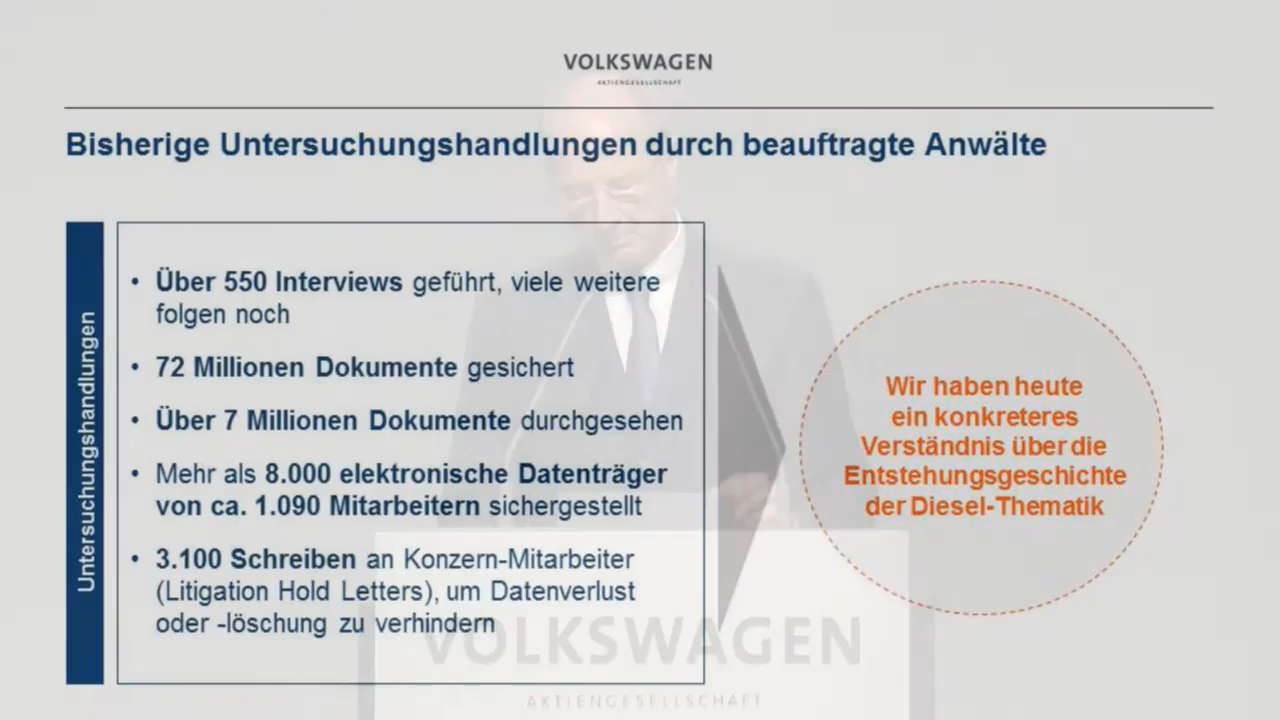 VOLKSWAGEN
AKTIENGESELLSCHAFT
Bisherige Untersuchungshandlungen durch beauftragte Anwälte
Untersuchungshandlungen
• Über 550 Interviews geführt, viele weitere
folgen noch
• 72 Millionen Dokumente gesichert
• Über 7 Millionen Dokumente durchgesehen
• Mehr als 8.000 elektronische Datenträger
von ca. 1.090 Mitarbeitern sichergestellt
• 3.100 Schreiben an Konzern-Mitarbeiter
(Litigation Hold Letters), um Datenverlust
oder -löschung zu verhindern
Wir haben heute
ein konkreteres
Verständnis über die
Entstehungsgeschichte
der Diesel-Thematik
VOLKSWAGEN
AKTIENGESELLSCHAFT